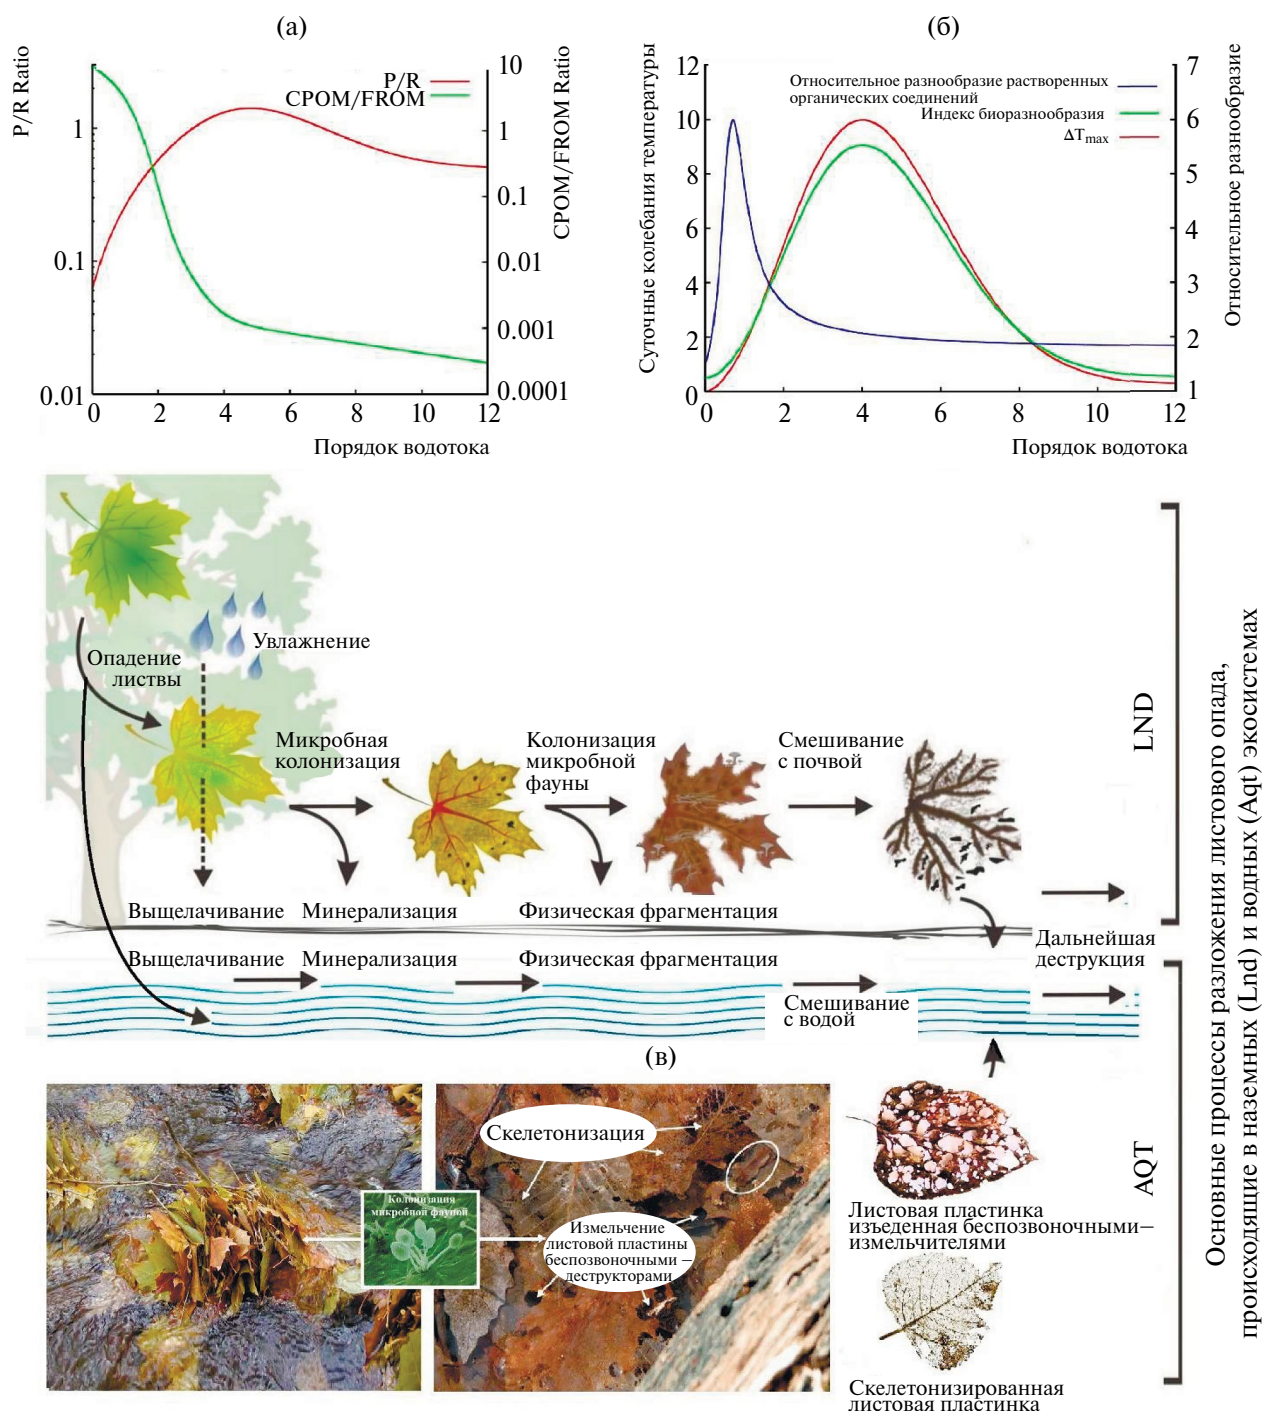 (а)
P/R Ratio
P/R
CPOM/FROM
1
0.1
0.01
10
1
0.1
0.01
0.001
0.0001
CPOM/FROM Ratio
0
2
4
6
8
10
12
Порядок водотока
(б)
Суточные колебания температуры
12
10
8
6
4
2
0
Относительное разнообразие растворенных
органических соединений
Индекс биоразнообразия
ΔTmax
7
6
5
4
3
2
1
Относительное разнообразие
0
2
4
6
8
10
12
Порядок водотока
Увлажнение
Опадение
листвы
Микробная
колонизация
Колонизация
микробной
фауны
Смешивание
с почвой
Выщелачивание
Минерализация
Физическая фрагментация
LND
Выщелачивание
Минерализация
Физическая фрагментация
Дальнейшая
деструкция
Смешивание
с водой
(в)
Скелетонизация
Колонизация
микробной фауной
Измельчение
листовой пластины
беспозвоночными –
деструкторами
Листовая пластинка
изъеденная беспозвоночными–
измельчителями
Скелетонизированная
листовая пластинка
AQT
Основные процессы разложения листового опада,
происходящие в наземных (Lnd) и водных (Aqt) экосистемах